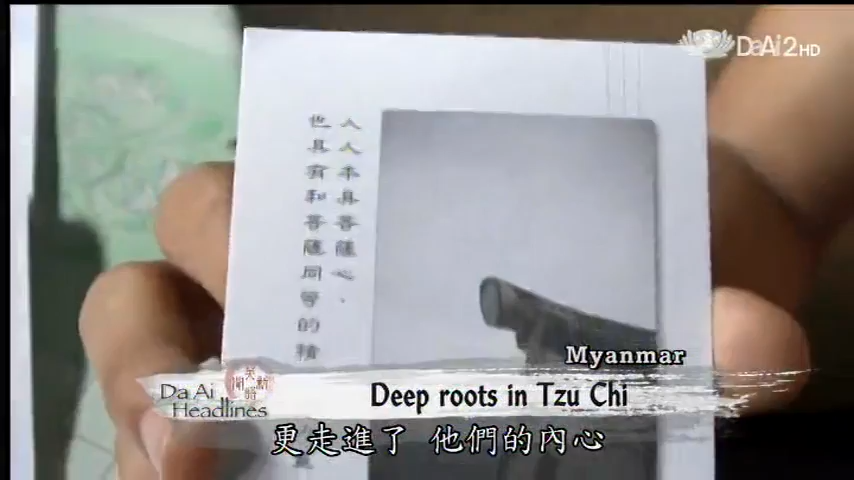 DaAi2HD
人人本具菩薩心、
也具有和菩薩同等的精
Myanmar
Da Ai
Headlines
Deep roots in Tzu Chi
更走進了 他們的內心